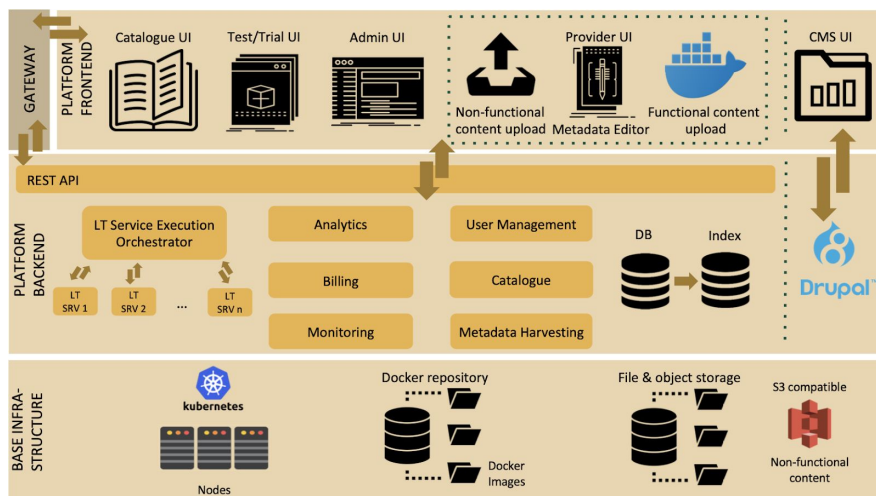 GATEWAY
PLATFORM
FRONTEND
Catalogue UI
Test/Trial UI
Admin UI
Provider UI
CMS UI
Non-functional
content upload
Metadata Editor
Functional content
upload
PLATFORM
BACKEND
REST API
LT Service Execution
Orchestrator
LT
SRV 1
LT
SRV 2
...
LT
SRV n
Analytics
Billing
Monitoring
User Management
Catalogue
Metadata Harvesting
DB
Index
Drupal™
BASE INFRA-
STRUCTURE
kubernetes
Nodes
Docker repository
Docker
Images
File & object storage
S3 compatible
Non-functional
content